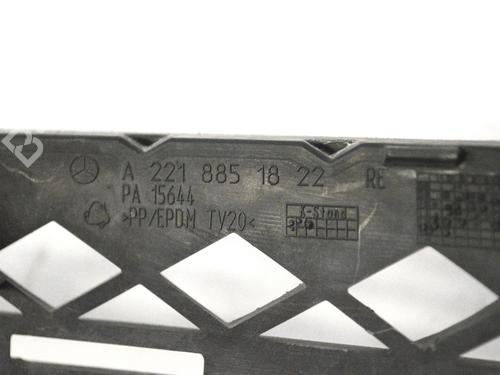 A 221 885 18 22 RE
PA 15644
>PP/EPDM TV20<
K-Stand